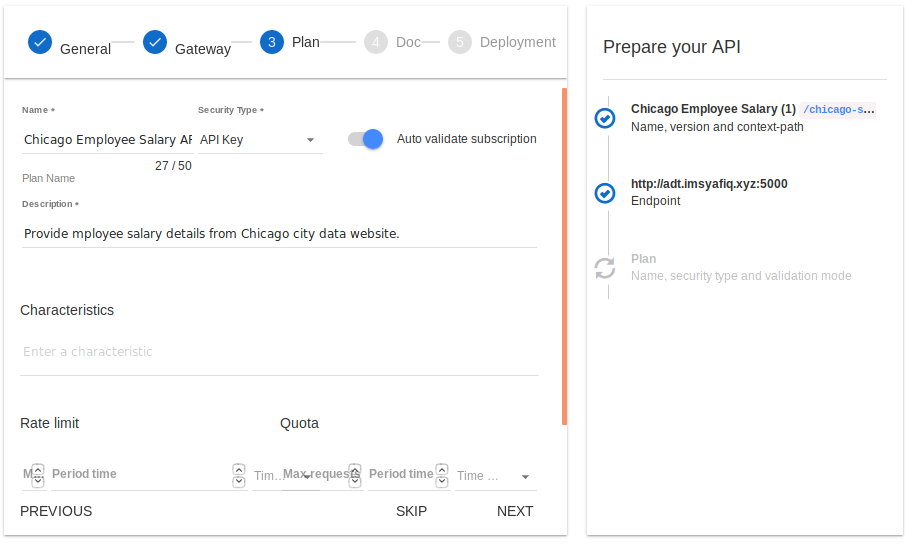 General
Gateway
3 Plan
4 Doc
5 Deployment
Name *
Security Type *
Chicago Employee Salary AP
API Key
Auto validate subscription
27 / 50
Plan Name
Description *
Provide mployee salary details from Chicago city data website.
Characteristics
Enter a characteristic
Rate limit
Quota
M...
Period time
Tim...
Max requests
Period time
Time ...
PREVIOUS
SKIP
NEXT
Prepare your API
Chicago Employee Salary (1) /chicago-s...
Name, version and context-path
http://adt.imsyafiq.xyz:5000
Endpoint
Plan
Name, security type and validation mode